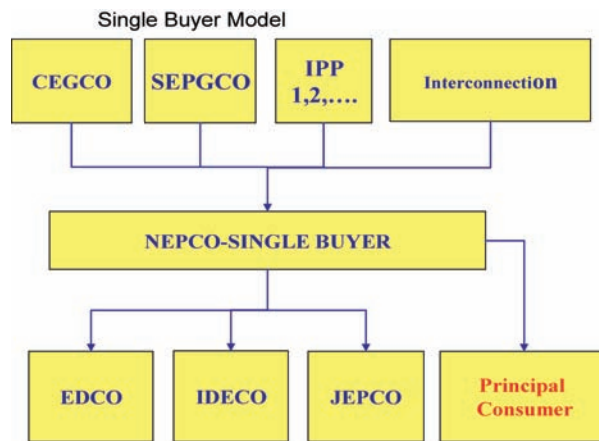 Single Buyer Model
CEGCO
SEPGCO
IPP
1,2,....
Interconnection
NEPCO-SINGLE BUYER
EDCO
IDECO
JEPCO
Principal
Consumer